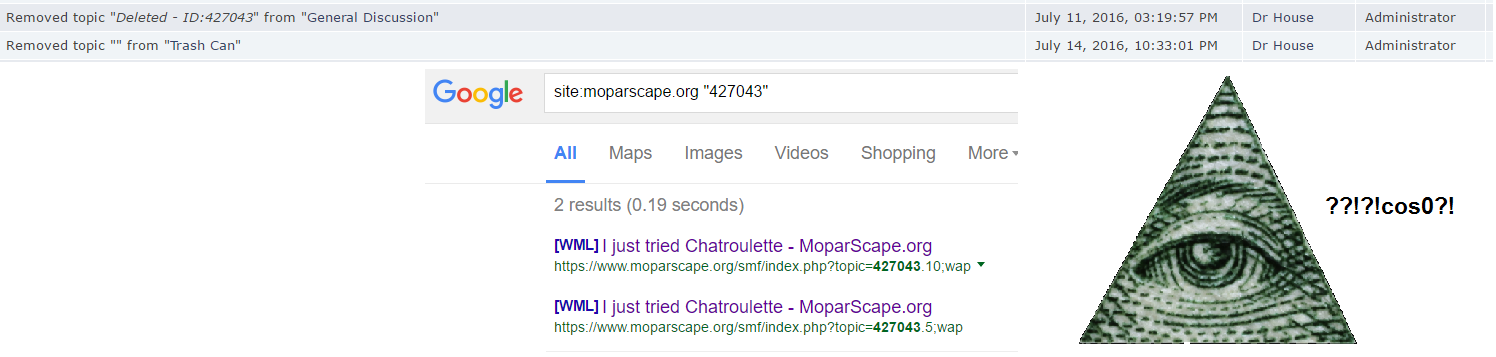 Removed topic "Deleted - ID:427043" from "General Discussion" July 11, 2016, 03:19:57 PM Dr House Administrator
Removed topic "" from "Trash Can" July 14, 2016, 10:33:01 PM Dr House Administrator
Google site:moparscape.org "427043"
All Maps Images Videos Shopping More
2 results (0.19 seconds)
[WML] I just tried Chatroulette - MoparScape.org
https://www.moparscape.org/smf/index.php?topic=427043.10;wap
[WML] I just tried Chatroulette - MoparScape.org
https://www.moparscape.org/smf/index.php?topic=427043.5;wap
??!?!cos0?!